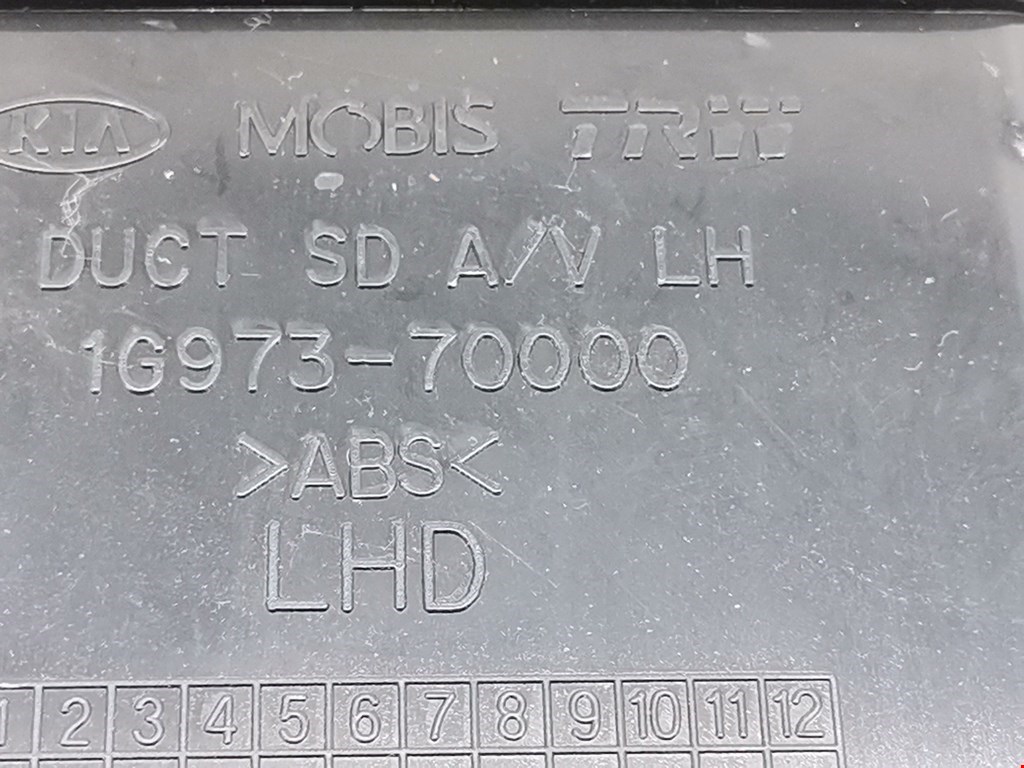 KIA MOBIS TRW
DUCT SD A/V LH
1G973-70000
>ABS<
LHD
1 2 3 4 5 6 7 8 9 10 11 12